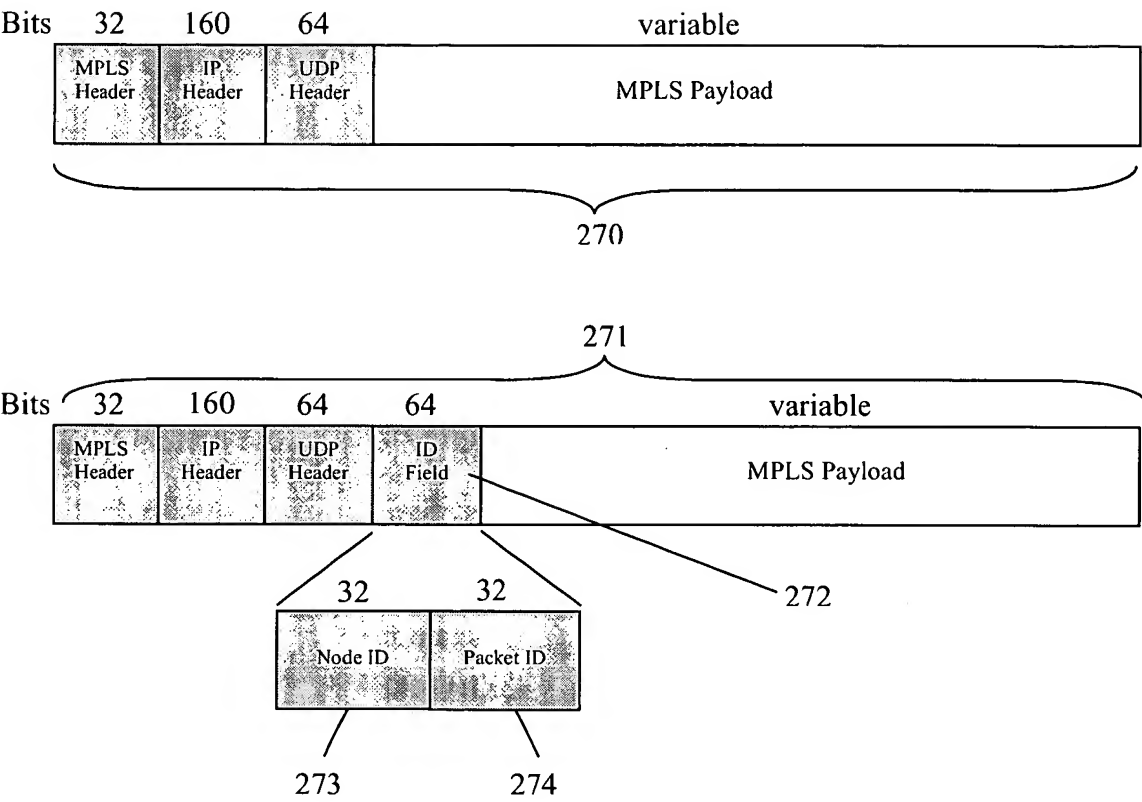 Bits 32 160 64 variable
MPLS Header IP Header UDP Header MPLS Payload
270
271
Bits 32 160 64 64 variable
MPLS Header IP Header UDP Header ID Field MPLS Payload
272
32 32
Node ID Packet ID
273 274